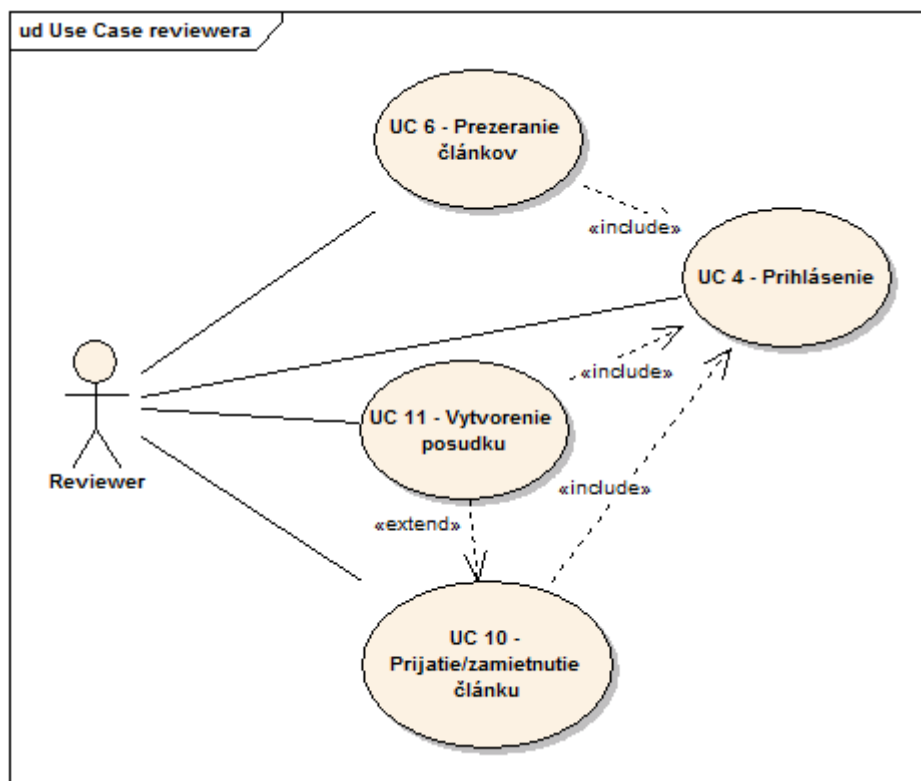 ud Use Case reviewera
UC 6 - Prezeranie
článkov
«include»
UC 4 - Prihlásenie
«include»
UC 11 - Vytvorenie
posudku
Reviewer
«include»
«extend»
UC 10 -
Prijatie/zamietnutie
článku